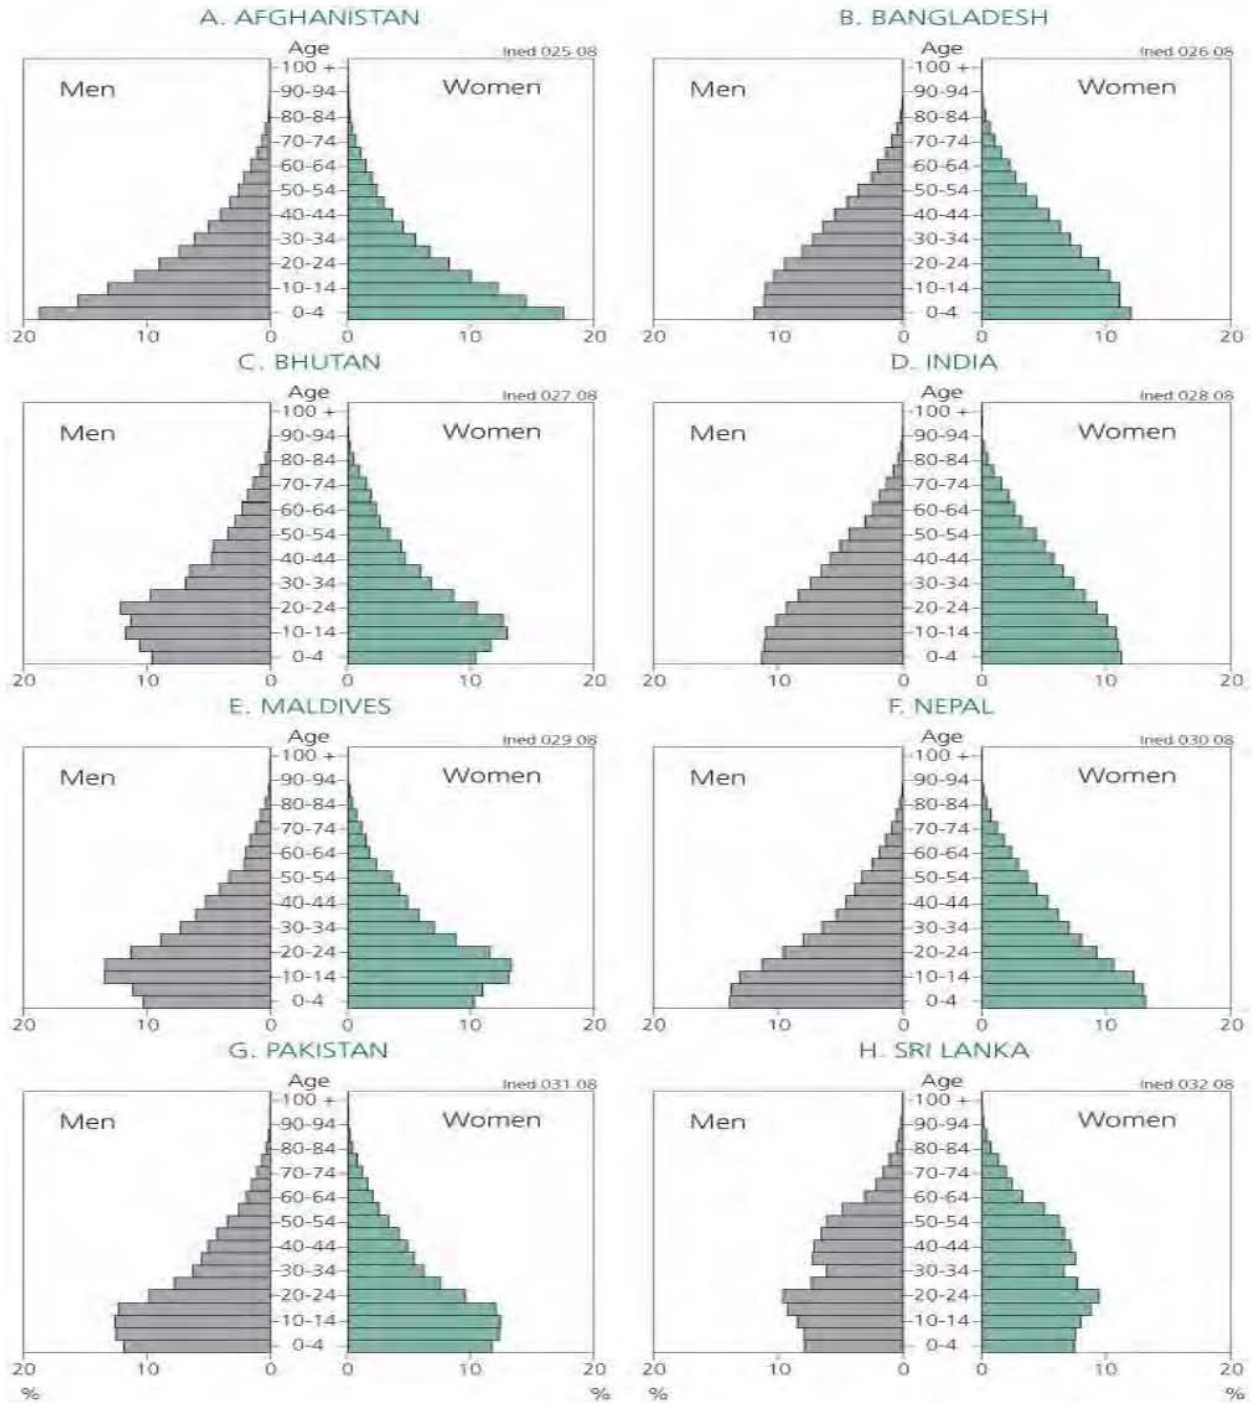 A. AFGHANISTAN
Age
Ined 025 08
Men
Women
100 +
90-94
80-84
70-74
60-64
50-54
40-44
30-34
20-24
10-14
0-4
20 10 0 0 10 20
B. BANGLADESH
Age
Ined 026 08
Men
Women
100 +
90-94
80-84
70-74
60-64
50-54
40-44
30-34
20-24
10-14
0-4
20 10 0 0 10 20
C. BHUTAN
Age
Ined 027 08
Men
Women
100 +
90-94
80-84
70-74
60-64
50-54
40-44
30-34
20-24
10-14
0-4
20 10 0 0 10 20
D. INDIA
Age
Ined 028 08
Men
Women
100 +
90-94
80-84
70-74
60-64
50-54
40-44
30-34
20-24
10-14
0-4
20 10 0 0 10 20
E. MALDIVES
Age
Ined 029 08
Men
Women
100 +
90-94
80-84
70-74
60-64
50-54
40-44
30-34
20-24
10-14
0-4
20 10 0 0 10 20
F. NEPAL
Age
Ined 030 08
Men
Women
100 +
90-94
80-84
70-74
60-64
50-54
40-44
30-34
20-24
10-14
0-4
20 10 0 0 10 20
G. PAKISTAN
Age
Ined 031 08
Men
Women
100 +
90-94
80-84
70-74
60-64
50-54
40-44
30-34
20-24
10-14
0-4
20 10 0 0 10 20
% %
H. SRI LANKA
Age
Ined 032 08
Men
Women
100 +
90-94
80-84
70-74
60-64
50-54
40-44
30-34
20-24
10-14
0-4
20 10 0 0 10 20
% %